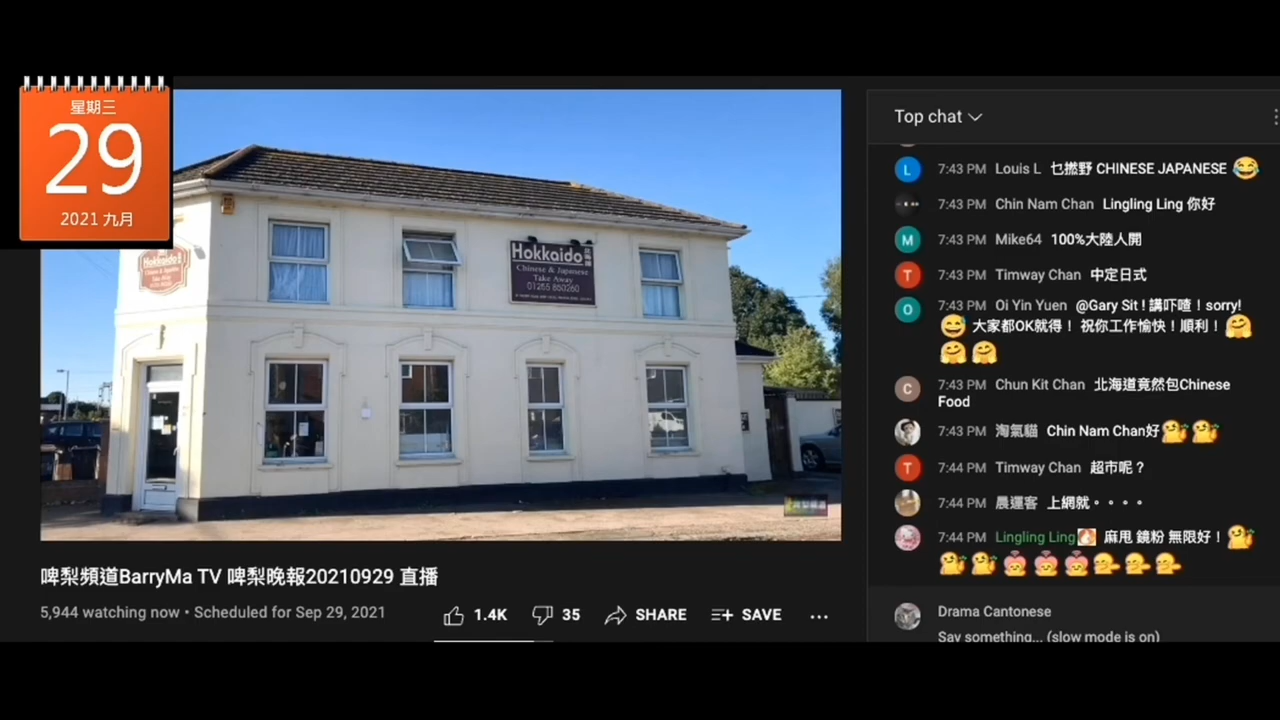 星期三
29
2021 九月
Hokkaido
Chinese & Japanese
Take Away
Hokkaido
Chinese & Japanese
Take Away
01255 850260
啤梨頻道BarryMa TV 啤梨晚報20210929 直播
5,944 watching now • Scheduled for Sep 29, 2021
1.4K
35
SHARE
SAVE
Top chat
L
7:43 PM Louis L 乜撚野 CHINESE JAPANESE 😂
7:43 PM Chin Nam Chan Lingling Ling 你好
M
7:43 PM Mike64 100%大陸人開
T
7:43 PM Timway Chan 中定日式
O
7:43 PM Oi Yin Yuen @Gary Sit ! 講吓喳！sorry!
😅 大家都OK就得！ 祝你工作愉快！順利！ 🤗
🤗 🤗
C
7:43 PM Chun Kit Chan 北海道竟然包Chinese
Food
7:43 PM 淘氣貓 Chin Nam Chan好
T
7:44 PM Timway Chan 超市呢？
7:44 PM 晨運客 上網就。。。。
7:44 PM Lingling Ling 麻甩 鏡粉 無限好！
Drama Cantonese
Say something... (slow mode is on)